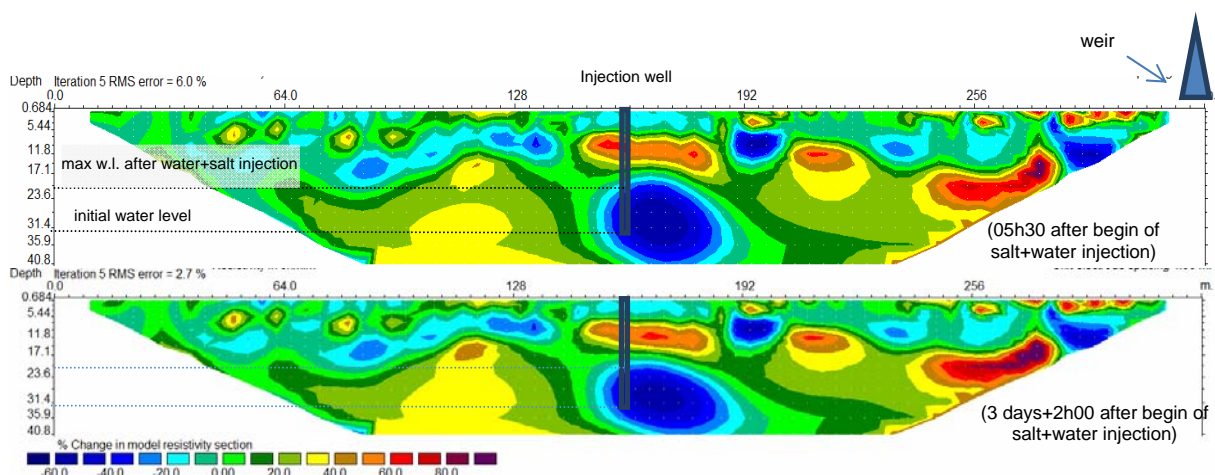 weir
Injection well
Depth Iteration 5 RMS error = 6.0 %
0.0 64.0 128 192 256
0.684
5.44
11.8
17.1
23.6
31.4
35.9
40.8
max w.l. after water+salt injection
initial water level
(05h30 after begin of
salt+water injection)
Depth Iteration 5 RMS error = 2.7 %
0.0 64.0 128 192 256 m.
0.684
5.44
11.8
17.1
23.6
31.4
35.9
40.8
(3 days+2h00 after begin of
salt+water injection)
% Change in model resistivity section
-60.0 -40.0 -20.0 0.00 20.0 40.0 60.0 80.0